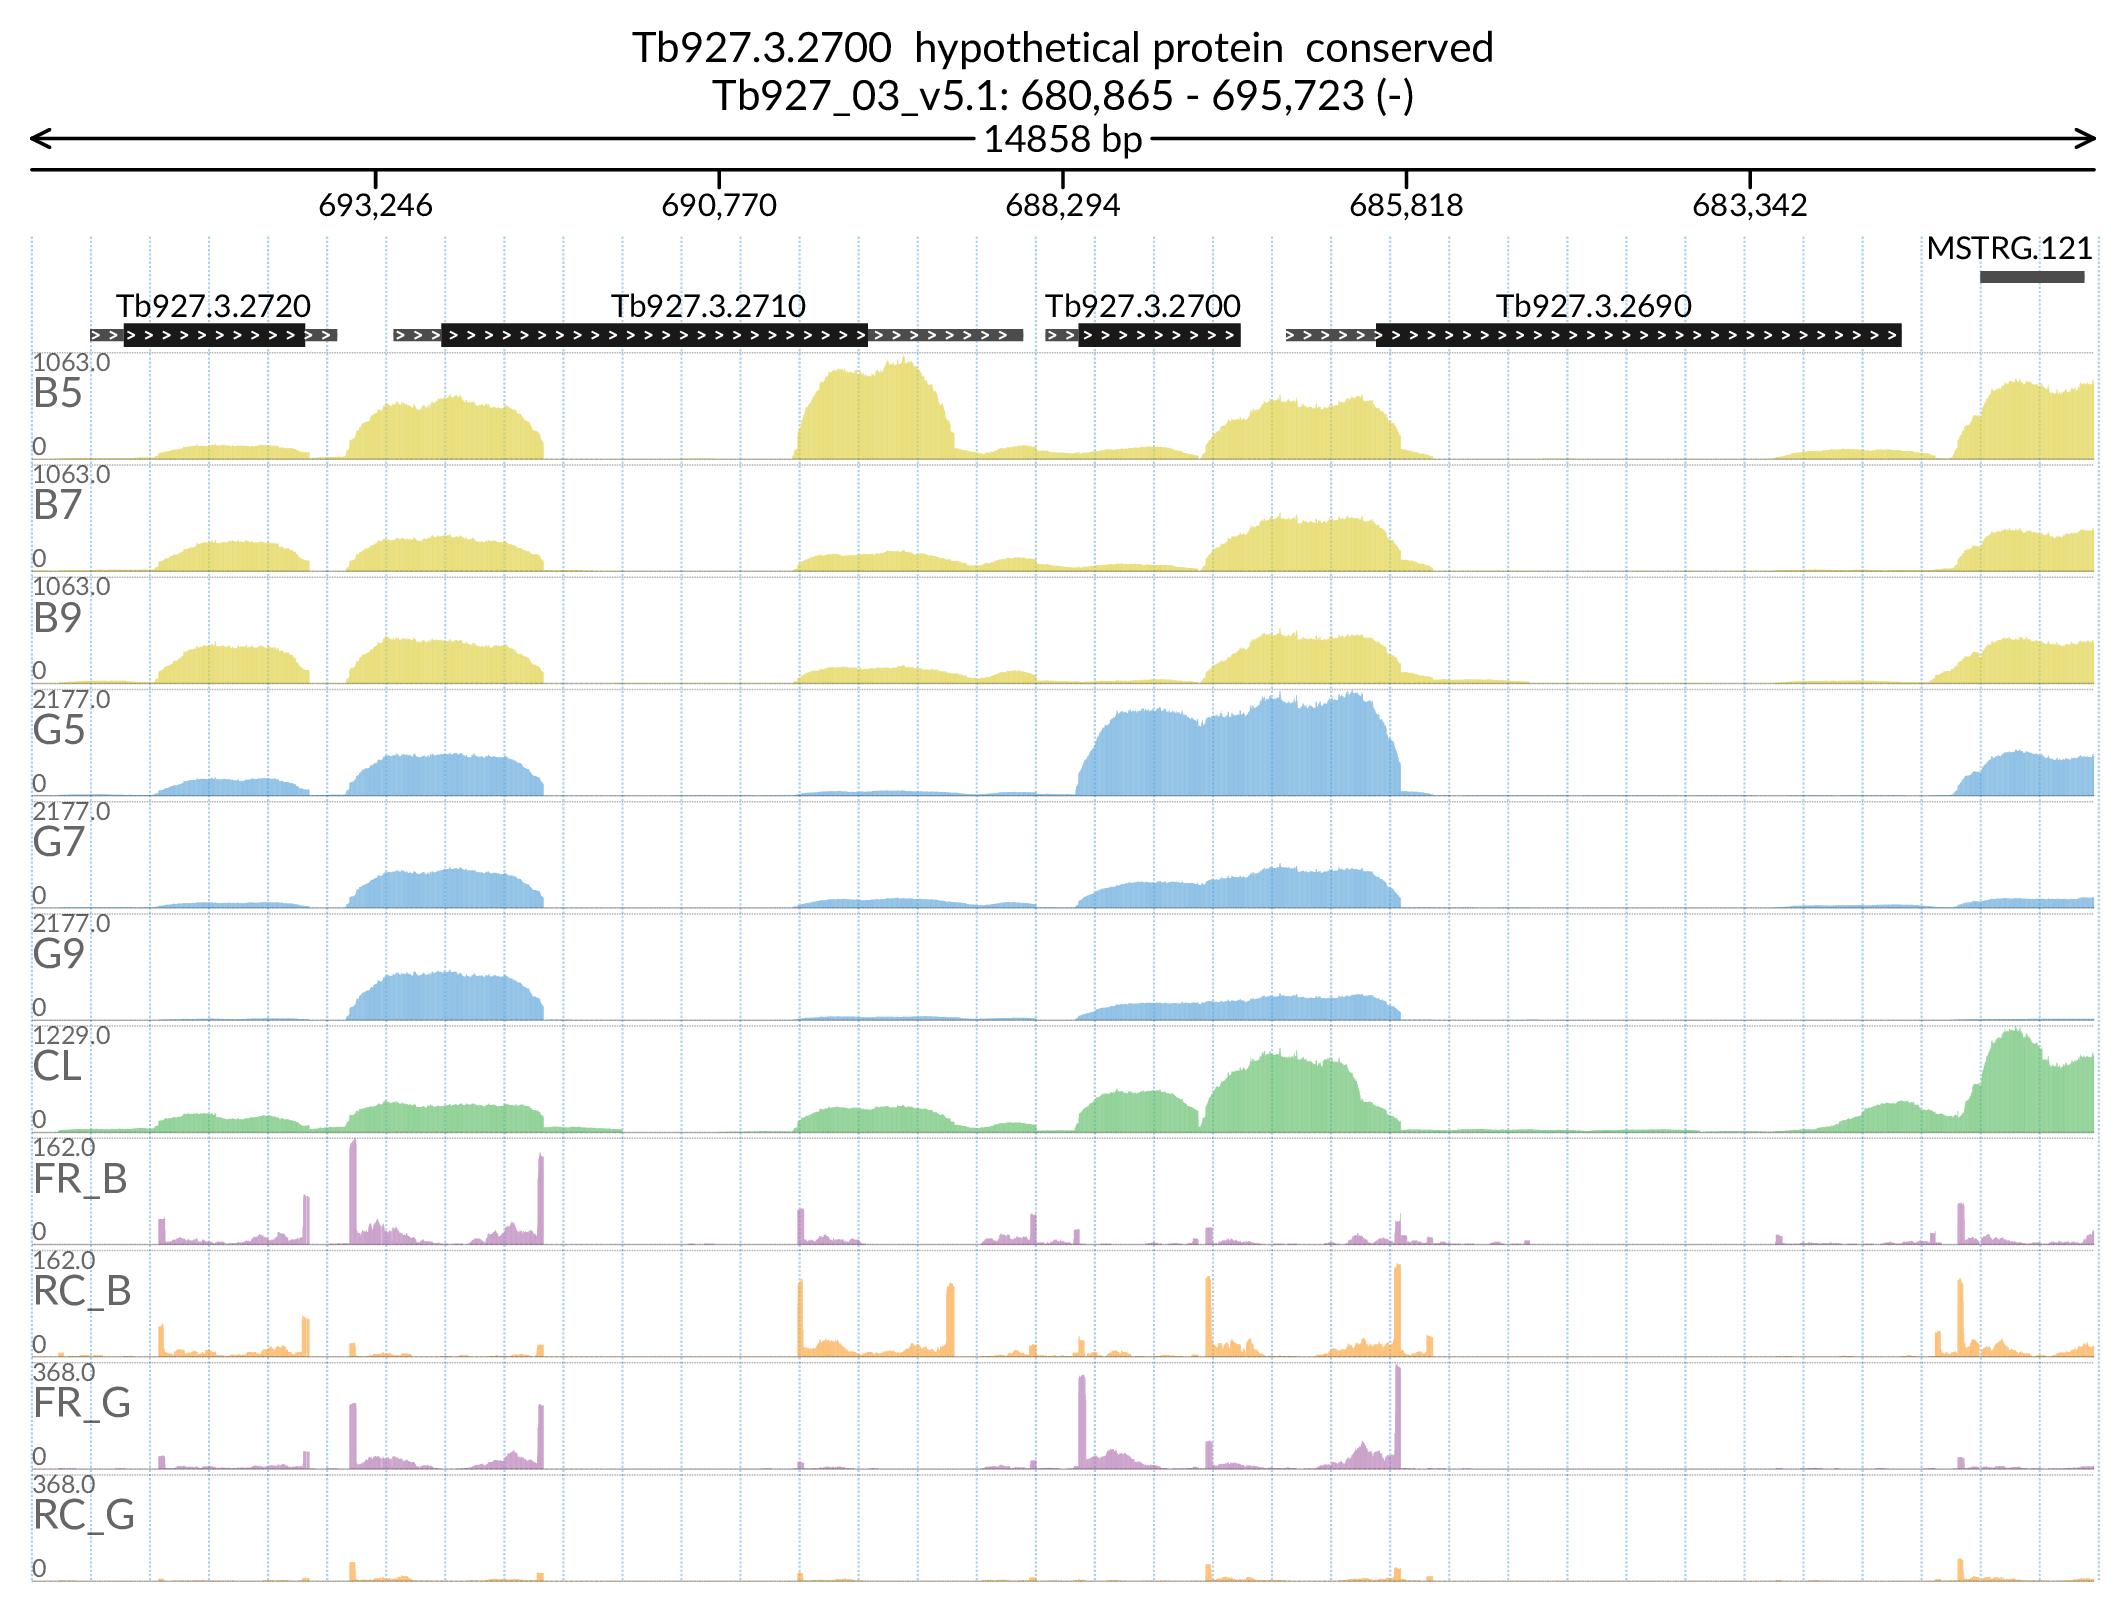 Tb927.3.2700 hypothetical protein conserved
Tb927_03_v5.1: 680,865 - 695,723 (-)
14858 bp
693,246 690,770 688,294 685,818 683,342
MSTRG.121
Tb927.3.2720 Tb927.3.2710 Tb927.3.2700 Tb927.3.2690
1063.0
B5
0
1063.0
B7
0
1063.0
B9
0
2177.0
G5
0
2177.0
G7
0
2177.0
G9
0
1229.0
CL
0
162.0
FR_B
0
162.0
RC_B
0
368.0
FR_G
0
368.0
RC_G
0